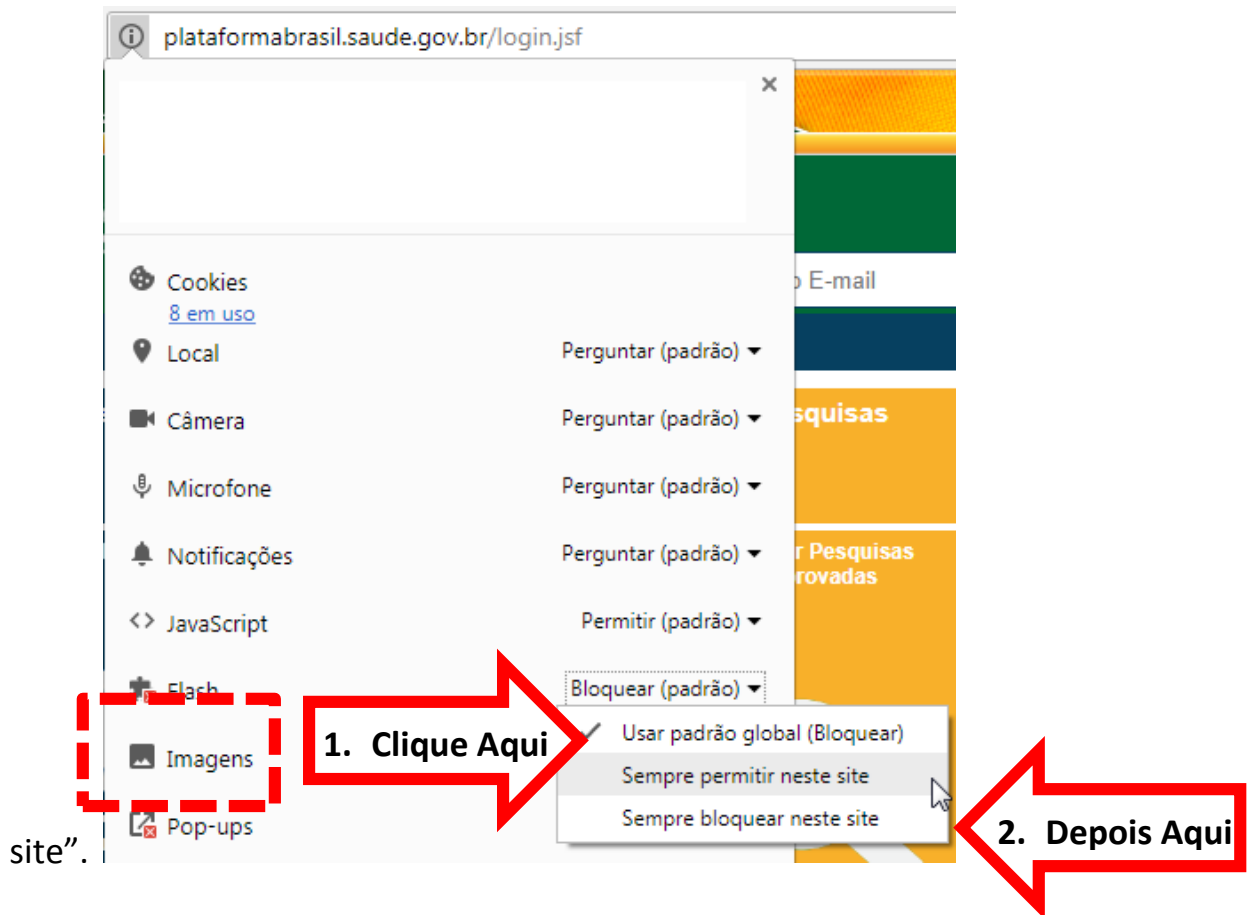 plataformabrasil.saude.gov.br/login.jsf
Cookies
8 em uso
E-mail
Local Perguntar (padrão)
Câmera Perguntar (padrão)
squisas
Microfone Perguntar (padrão)
Notificações Perguntar (padrão)
r Pesquisas
rovadas
JavaScript Permitir (padrão)
Flash Bloquear (padrão)
1. Clique Aqui
Usar padrão global (Bloquear)
Imagens
Sempre permitir neste site
Pop-ups
Sempre bloquear neste site
2. Depois Aqui
site”.